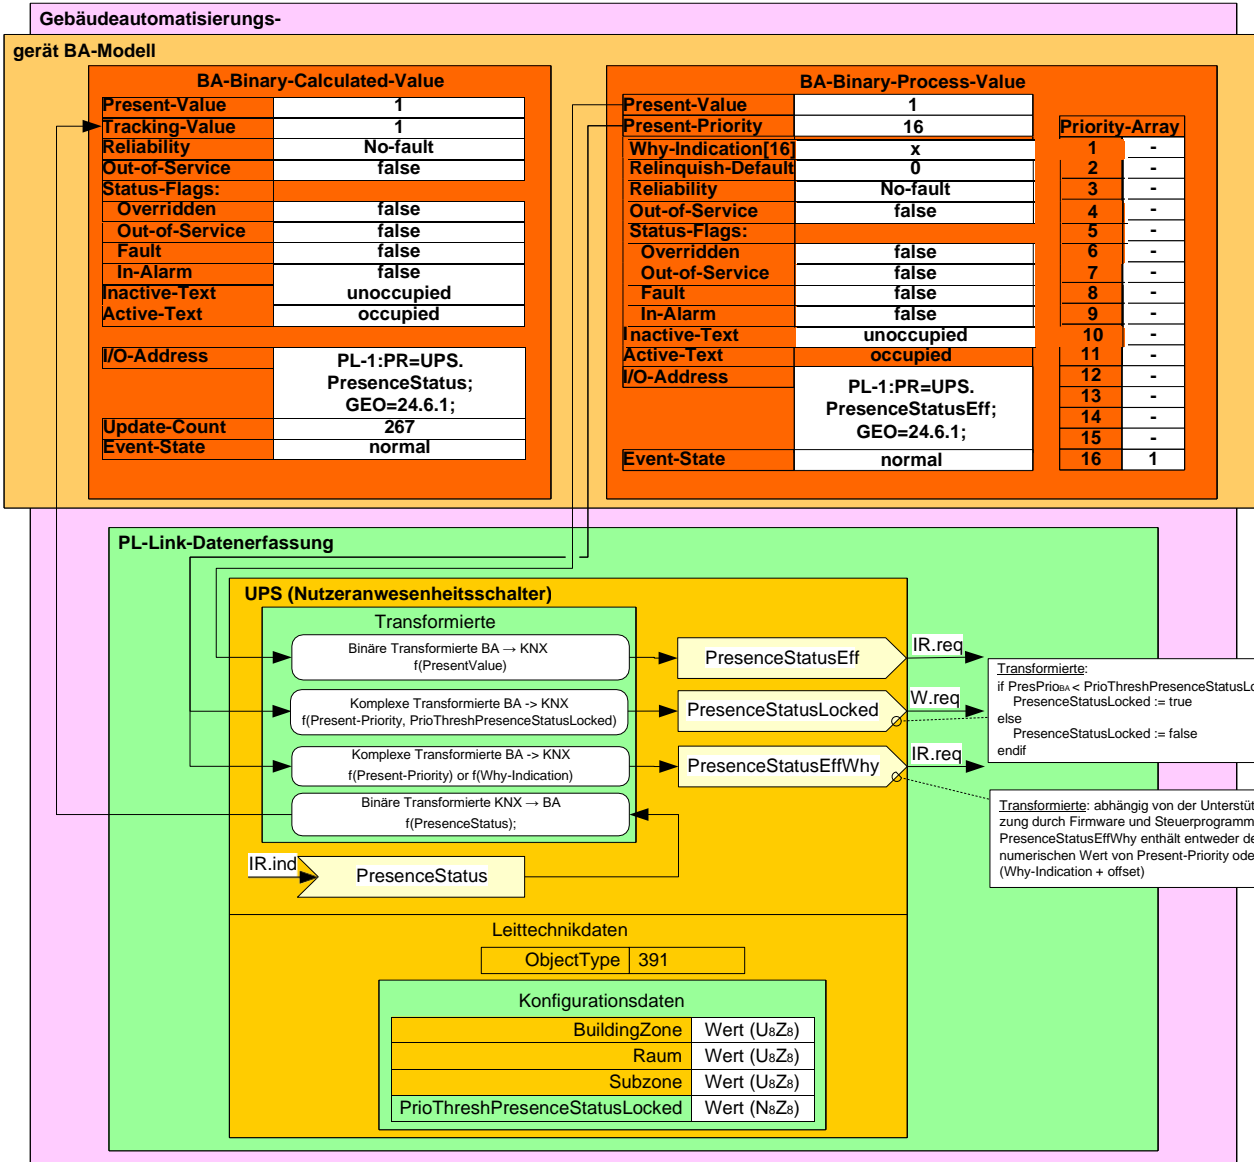 Gebäudeautomatisierungs-
gerät BA-Modell
BA-Binary-Calculated-Value
Present-Value 1
Tracking-Value 1
Reliability No-fault
Out-of-Service false
Status-Flags:
Overridden false
Out-of-Service false
Fault false
In-Alarm false
Inactive-Text unoccupied
Active-Text occupied
I/O-Address PL-1:PR=UPS.
PresenceStatus;
GEO=24.6.1;
Update-Count 267
Event-State normal
BA-Binary-Process-Value
Present-Value 1
Present-Priority 16
Why-Indication[16] x
Relinquish-Default 0
Reliability No-fault
Out-of-Service false
Status-Flags:
Overridden false
Out-of-Service false
Fault false
In-Alarm false
Inactive-Text unoccupied
Active-Text occupied
I/O-Address PL-1:PR=UPS.
PresenceStatusEff;
GEO=24.6.1;
Event-State normal
Priority-Array
1 -
2 -
3 -
4 -
5 -
6 -
7 -
8 -
9 -
10 -
11 -
12 -
13 -
14 -
15 -
16 1
PL-Link-Datenerfassung
UPS (Nutzeranwesenheitsschalter)
Transformierte
Binäre Transformierte BA → KNX
f(PresentValue)
Komplexe Transformierte BA -> KNX
f(Present-Priority, PrioThreshPresenceStatusLocked)
Komplexe Transformierte BA -> KNX
f(Present-Priority) or f(Why-Indication)
Binäre Transformierte KNX → BA
f(PresenceStatus);
PresenceStatusEff
IR.req
PresenceStatusLocked
W.req
PresenceStatusEffWhy
IR.req
IR.ind
PresenceStatus
Transformierte:
if PresPrioBA < PrioThreshPresenceStatusLo
PresenceStatusLocked := true
else
PresenceStatusLocked := false
endif
Transformierte: abhängig von der Unterstüt
zung durch Firmware und Steuerprogramm
PresenceStatusEffWhy enthält entweder de
numerischen Wert von Present-Priority ode
(Why-Indication + offset)
Leittechnikdaten
ObjectType 391
Konfigurationsdaten
BuildingZone Wert (U8Z8)
Raum Wert (U8Z8)
Subzone Wert (U8Z8)
PrioThreshPresenceStatusLocked Wert (N8Z8)